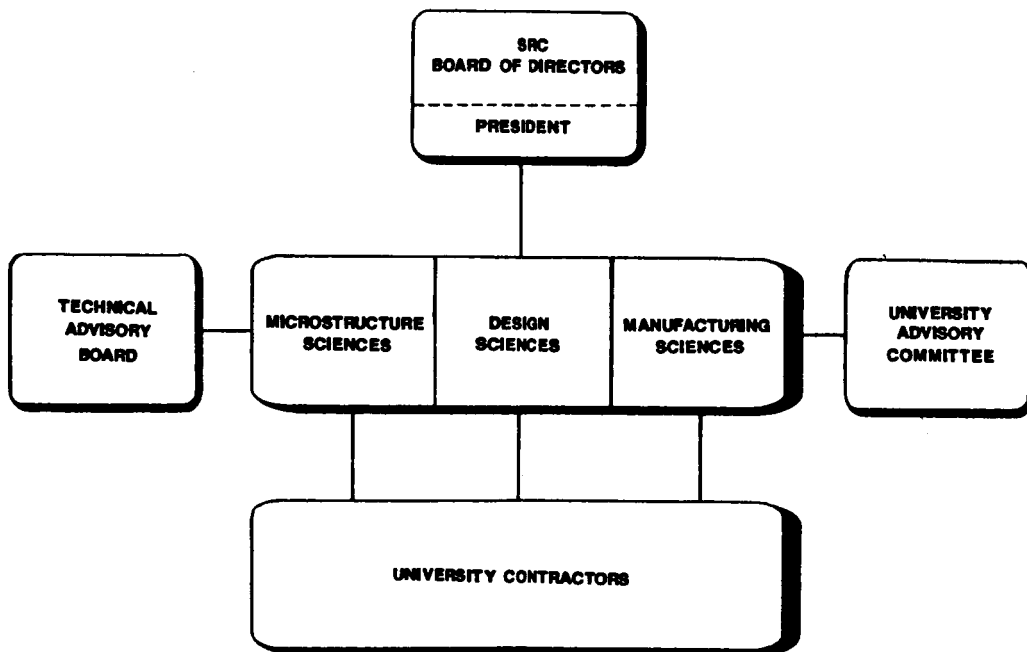 SRC
BOARD OF DIRECTORS
PRESIDENT
TECHNICAL
ADVISORY
BOARD
MICROSTRUCTURE
SCIENCES
DESIGN
SCIENCES
MANUFACTURING
SCIENCES
UNIVERSITY
ADVISORY
COMMITTEE
UNIVERSITY CONTRACTORS